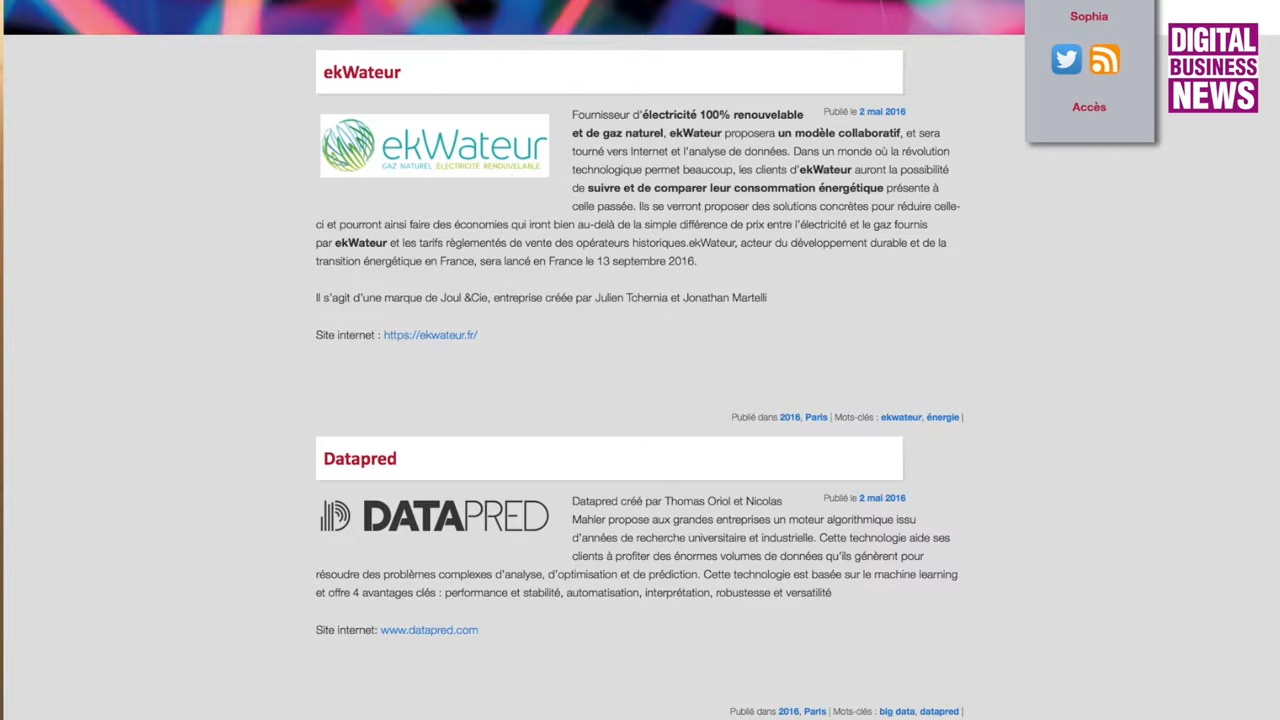 Sophia
Accès
DIGITAL
BUSINESS
NEWS
ekWateur
ekWateur
GAZ NATUREL ÉLECTRICITÉ RENOUVELABLE
Publié le 2 mai 2016
Fournisseur d'électricité 100% renouvelable
et de gaz naturel, ekWateur proposera un modèle collaboratif, et sera
tourné vers Internet et l'analyse de données. Dans un monde où la révolution
technologique permet beaucoup, les clients d'ekWateur auront la possibilité
de suivre et de comparer leur consommation énergétique présente à
celle passée. Ils se verront proposer des solutions concrètes pour réduire celle-
ci et pourront ainsi faire des économies qui iront bien au-delà de la simple différence de prix entre l'électricité et le gaz fournis
par ekWateur et les tarifs règlementés de vente des opérateurs historiques.ekWateur, acteur du développement durable et de la
transition énergétique en France, sera lancé en France le 13 septembre 2016.
Il s'agit d'une marque de Joul &Cie, entreprise créée par Julien Tchernia et Jonathan Martelli
Site internet : https://ekwateur.fr/
Publié dans 2016, Paris | Mots-clés : ekwateur, énergie |
Datapred
DATAPRED
Publié le 2 mai 2016
Datapred créé par Thomas Oriol et Nicolas
Mahler propose aux grandes entreprises un moteur algorithmique issu
d'années de recherche universitaire et industrielle. Cette technologie aide ses
clients à profiter des énormes volumes de données qu'ils génèrent pour
résoudre des problèmes complexes d'analyse, d'optimisation et de prédiction. Cette technologie est basée sur le machine learning
et offre 4 avantages clés : performance et stabilité, automatisation, interprétation, robustesse et versatilité
Site internet: www.datapred.com
Publié dans 2016, Paris | Mots-clés : big data, datapred |